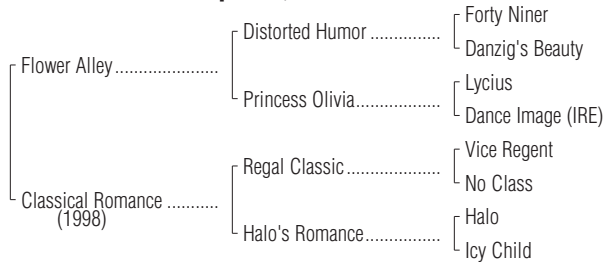 Forty Niner
Distorted Humor ................
Danzig's Beauty
Flower Alley.......................
Lycius
Princess Olivia...................
Dance Image (IRE)
Vice Regent
Regal Classic.....................
No Class
Classical Romance ...........
(1998)
Halo
Halo's Romance.................
Icy Child